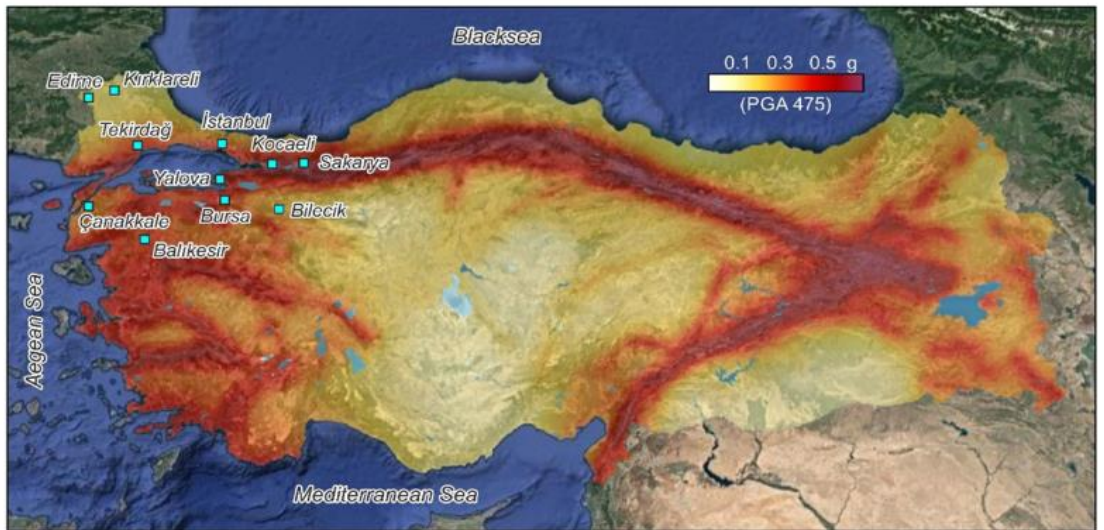 Blacksea
0.1 0.3 0.5 g
(PGA 475)
Edirne
Kırklareli
Tekirdağ
İstanbul
Kocaeli
Sakarya
Yalova
Çanakkale
Bursa
Bilecik
Balıkesir
Aegean Sea
Mediterranean Sea